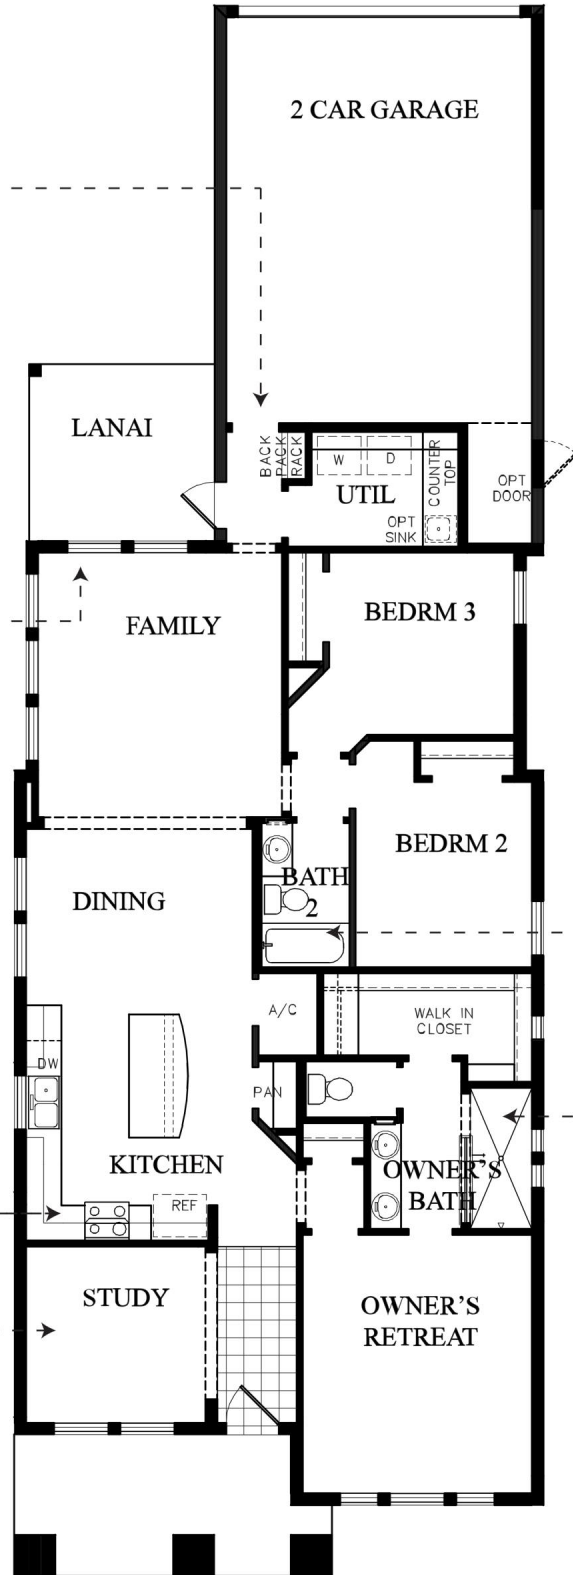 2 CAR GARAGE
LANAI
BACK
PACK
RACK
W
D
COUNTER
TOP
UTIL
OPT
SINK
OPT
DOOR
FAMILY
BEDRM 3
BEDRM 2
DINING
BATH
2
A/C
WALK IN
CLOSET
DW
PAN
KITCHEN
OWNER'S
BATH
REF
STUDY
OWNER'S
RETREAT